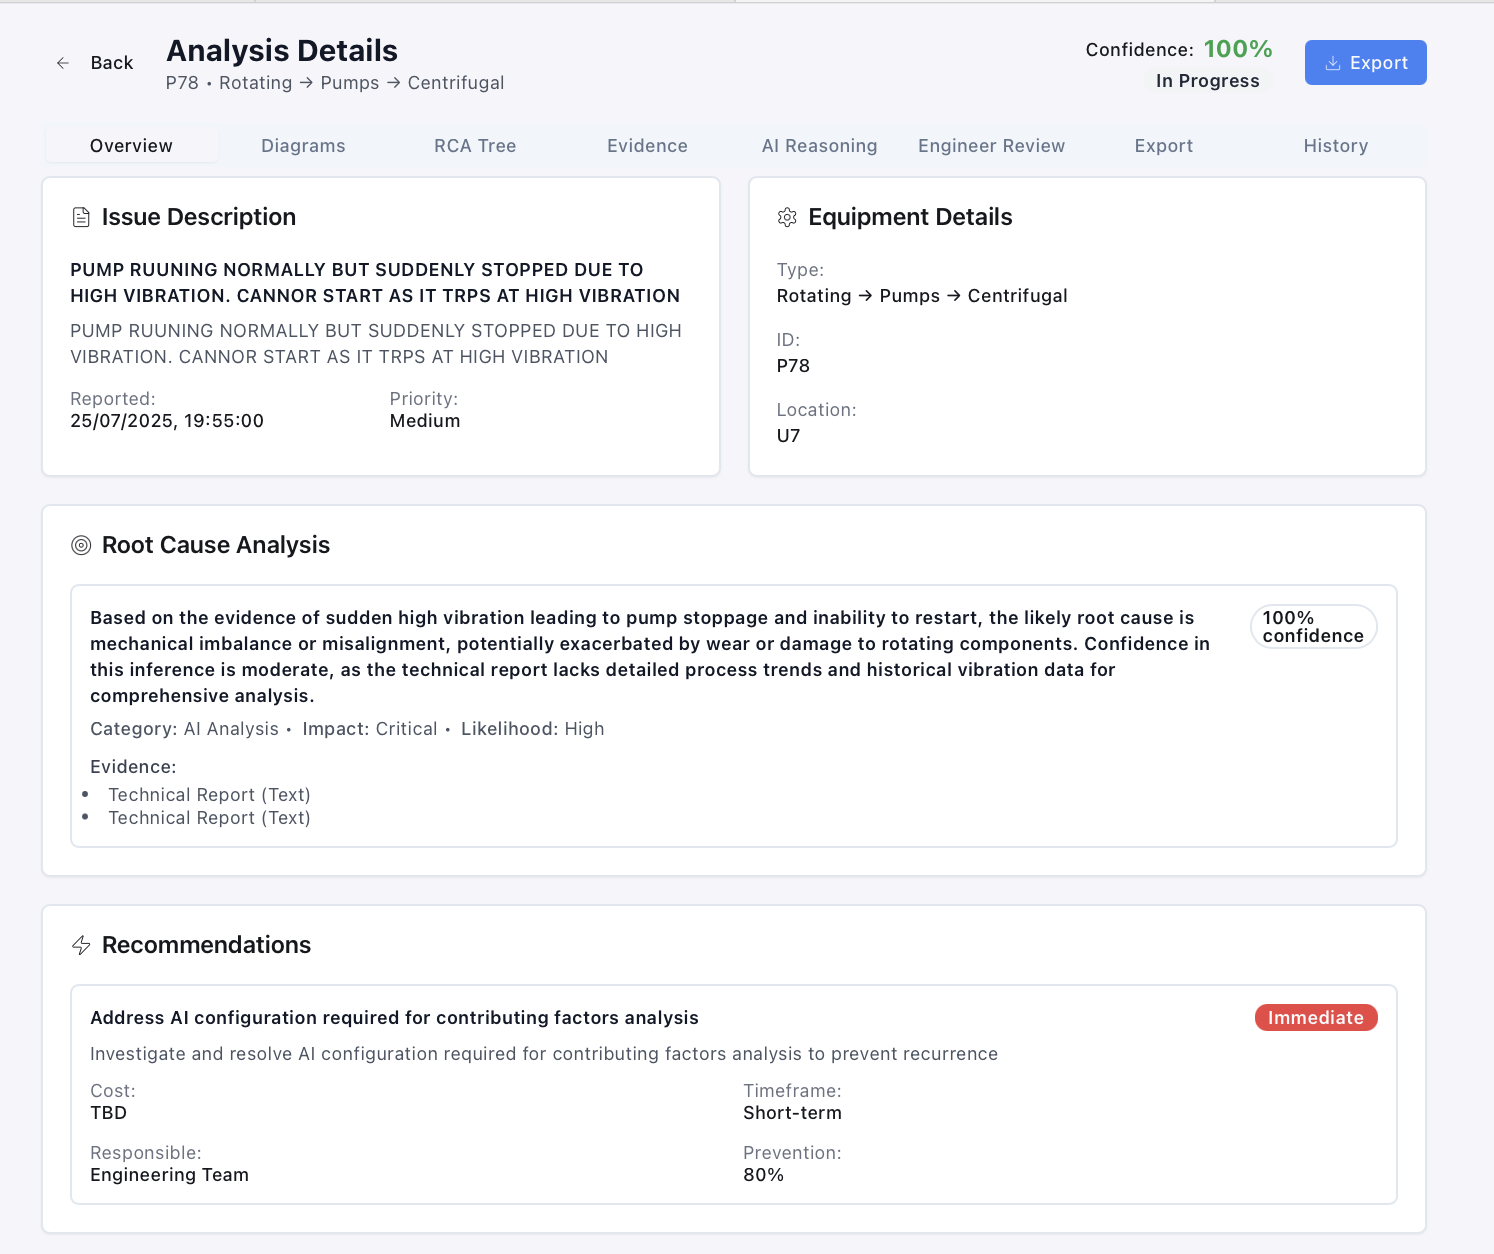 Back
Analysis Details
P78 • Rotating → Pumps → Centrifugal
Confidence: 100%
In Progress
Export
Overview
Diagrams
RCA Tree
Evidence
AI Reasoning
Engineer Review
Export
History
Issue Description
PUMP RUUNING NORMALLY BUT SUDDENLY STOPPED DUE TO
HIGH VIBRATION. CANNOR START AS IT TRPS AT HIGH VIBRATION
PUMP RUUNING NORMALLY BUT SUDDENLY STOPPED DUE TO HIGH
VIBRATION. CANNOR START AS IT TRPS AT HIGH VIBRATION
Reported:
25/07/2025, 19:55:00
Priority:
Medium
Equipment Details
Type:
Rotating → Pumps → Centrifugal
ID:
P78
Location:
U7
Root Cause Analysis
Based on the evidence of sudden high vibration leading to pump stoppage and inability to restart, the likely root cause is
mechanical imbalance or misalignment, potentially exacerbated by wear or damage to rotating components. Confidence in
this inference is moderate, as the technical report lacks detailed process trends and historical vibration data for
comprehensive analysis.
100%
confidence
Category: AI Analysis • Impact: Critical • Likelihood: High
Evidence:
• Technical Report (Text)
• Technical Report (Text)
Recommendations
Address AI configuration required for contributing factors analysis
Immediate
Investigate and resolve AI configuration required for contributing factors analysis to prevent recurrence
Cost:
TBD
Timeframe:
Short-term
Responsible:
Engineering Team
Prevention:
80%